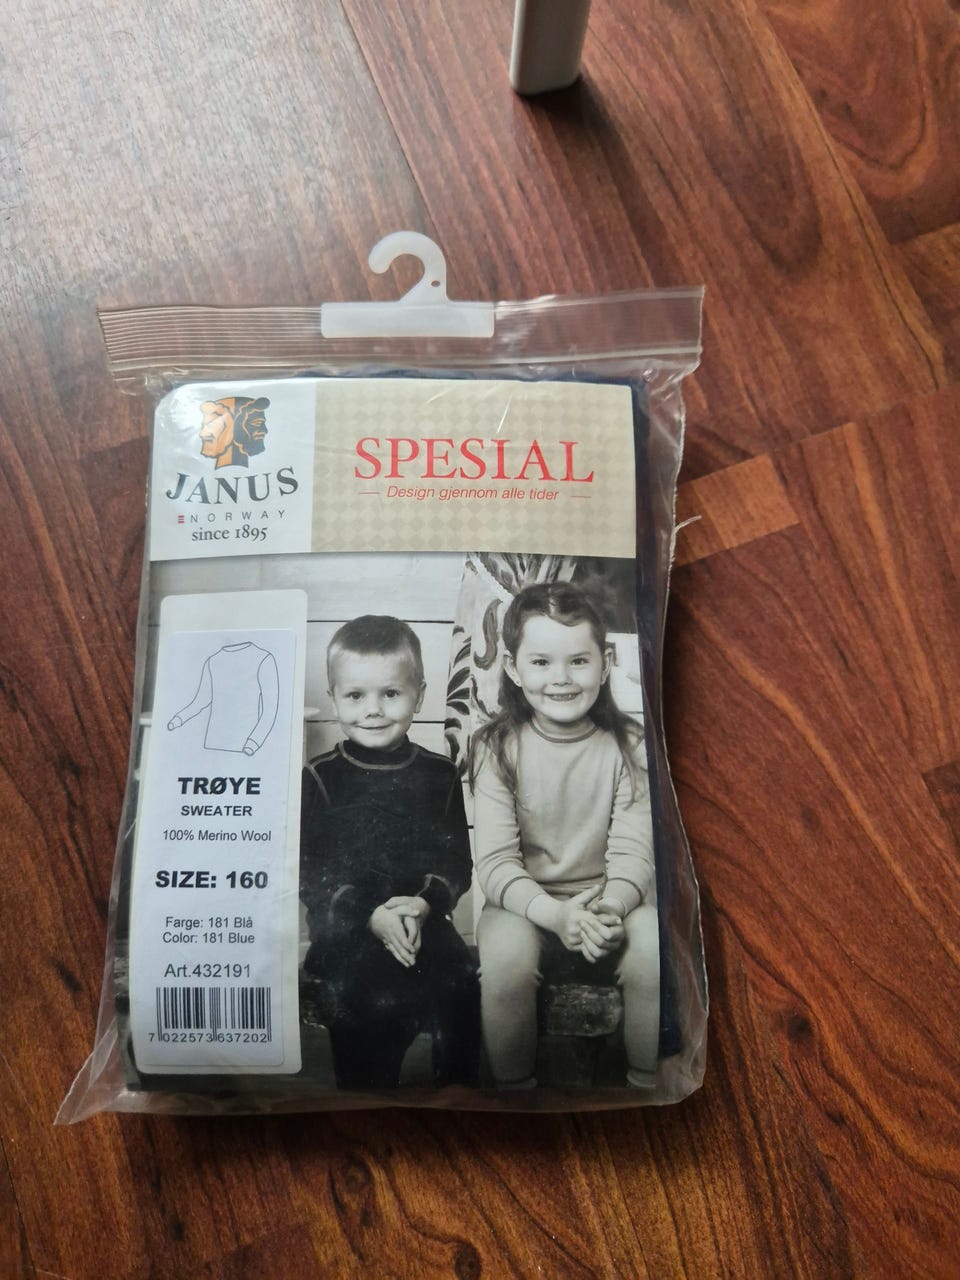 JANUS
NORWAY
since 1895
SPESIAL
Design gjennom alle tider
TRØYE
SWEATER
100% Merino Wool
SIZE: 160
Farge: 181 Blå
Color: 181 Blue
Art.432191
7 022573 637202